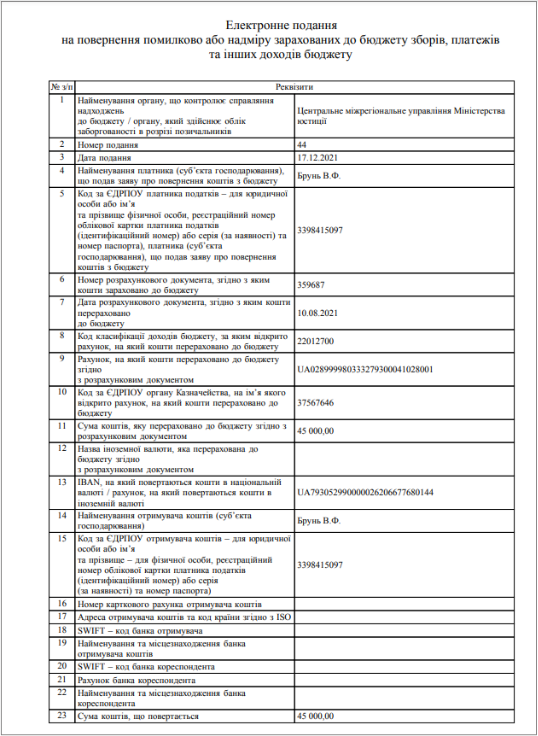 Електронне подання
на повернення помилково або надміру зарахованих до бюджету зборів, платежів
та інших доходів бюджету
№ з/п Реквізити
1 Найменування органу, що контролює справляння
надходжень
до бюджету / органу, який здійснює облік
заборгованості в розрізі позичальників
Центральне міжрегіональне управління Міністерства
юстиції
2 Номер подання 44
3 Дата подання 17.12.2021
4 Найменування платника (суб’єкта господарювання),
що подав заяву про повернення коштів з бюджету
Брунь В.Ф.
5 Код за ЄДРПОУ платника податків – для юридичної
особи або ім’я
та прізвище фізичної особи, реєстраційний номер
облікової картки платника податків
(ідентифікаційний номер) або серія (за наявності) та
номер паспорта), платника (суб’єкта
господарювання), що подав заяву про повернення
коштів з бюджету
3398415097
6 Номер розрахункового документа, згідно з яким
кошти зараховано до бюджету
359687
7 Дата розрахункового документа, згідно з яким кошти
перераховано
до бюджету
10.08.2021
8 Код класифікації доходів бюджету, за яким відкрито
рахунок, на який кошти перераховано до бюджету
22012700
9 Рахунок, на який кошти перераховано до бюджету
згідно
з розрахунковим документом
UA028999980333279300041028001
10 Код за ЄДРПОУ органу Казначейства, на ім’я якого
відкрито рахунок, на який кошти перераховано до
бюджету
37567646
11 Сума коштів, яку перераховано до бюджету згідно з
розрахунковим документом
45 000,00
12 Назва іноземної валюти, яка перерахована до
бюджету згідно
з розрахунковим документом
13 IBAN, на який повертаються кошти в національній
валюті / рахунок, на який повертаються кошти в
іноземній валюті
UA793052990000026206677680144
14 Найменування отримувача коштів (суб’єкта
господарювання)
Брунь В.Ф.
15 Код за ЄДРПОУ отримувача коштів – для юридичної
особи або ім’я
та прізвище – для фізичної особи, реєстраційний
номер облікової картки платника податків
(ідентифікаційний номер) або серія
(за наявності) та номер паспорта)
3398415097
16 Номер карткового рахунка отримувача коштів
17 Адреса отримувача коштів та код країни згідно з ISO
18 SWIFT – код банка отримувача
19 Найменування та місцезнаходження банка
отримувача коштів
20 SWIFT – код банка кореспондента
21 Рахунок банка кореспондента
22 Найменування та місцезнаходження банка
кореспондента
23 Сума коштів, що повертається 45 000,00